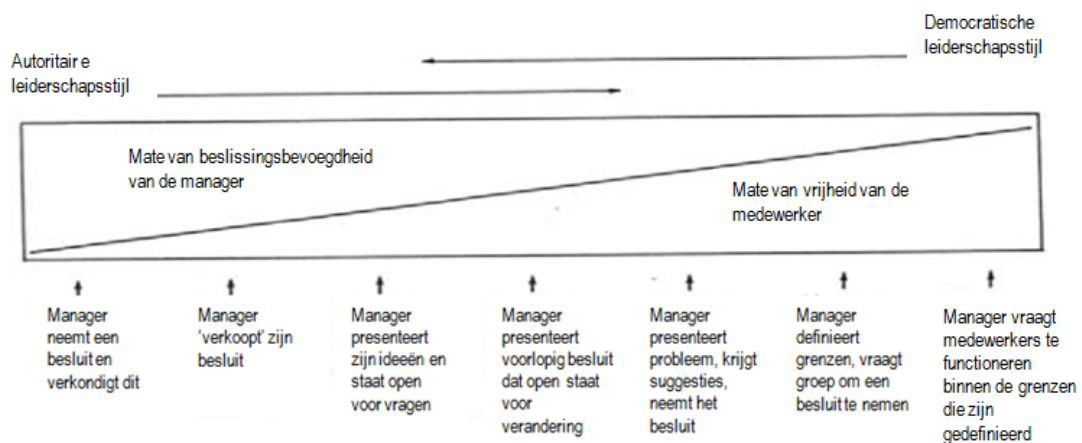 Democratische
leiderschapsstijl
Autoritair e
leiderschapsstijl
Mate van beslissingsbevoegdheid
van de manager
Mate van vrijheid van de
medewerker
Manager
neemt een
besluit en
verkondigt dit
Manager
'verkoopt' zijn
besluit
Manager
presenteert
zijn ideeën en
staat open
voor vragen
Manager
presenteert
voorlopig besluit
dat open staat
voor
verandering
Manager
presenteert
probleem, krijgt
suggesties,
neemt het
besluit
Manager
definieert
grenzen, vraagt
groep om een
besluit te nemen
Manager vraagt
medewerkers te
functioneren
binnen de grenzen
die zijn
gedefinieerd